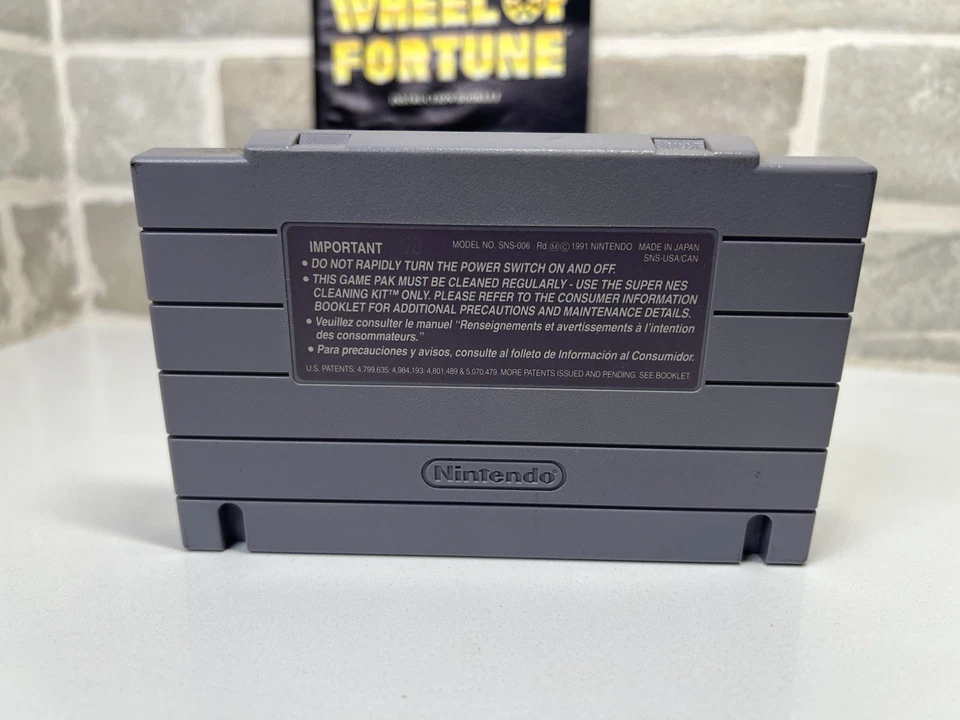 WHEEL OF
FORTUNE
IMPORTANT
MODEL NO. SNS-006 Rd. Ⓜ© 1991 NINTENDO MADE IN JAPAN
SNS-USA/CAN
• DO NOT RAPIDLY TURN THE POWER SWITCH ON AND OFF.
• THIS GAME PAK MUST BE CLEANED REGULARLY - USE THE SUPER NES
CLEANING KIT™ ONLY. PLEASE REFER TO THE CONSUMER INFORMATION
BOOKLET FOR ADDITIONAL PRECAUTIONS AND MAINTENANCE DETAILS.
• Veuillez consulter le manuel "Renseignements et avertissements à l'intention
des consommateurs."
• Para precauciones y avisos, consulte al folleto de Información al Consumidor.
U.S. PATENTS: 4,799,635; 4,984,193; 4,801,489 & 5,070,479. MORE PATENTS ISSUED AND PENDING. SEE BOOKLET.
Nintendo®